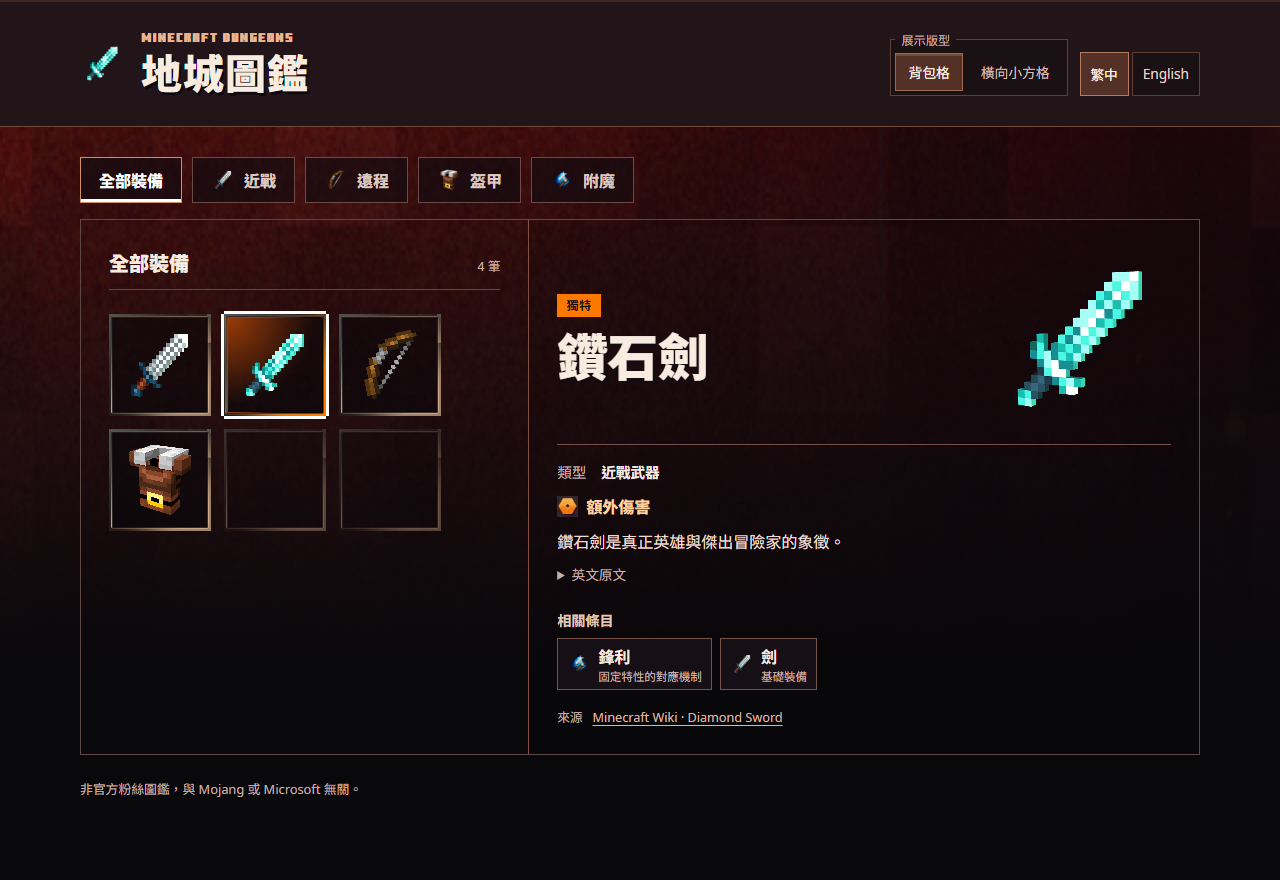 MINECRAFT DUNGEONS
地城圖鑑
展示版型
背包格
橫向小方格
繁中
English
全部裝備
近戰
遠程
盔甲
附魔
全部裝備
4 筆
獨特
鑽石劍
類型 近戰武器
額外傷害
鑽石劍是真正英雄與傑出冒險家的象徵。
▶ 英文原文
相關條目
鋒利
固定特性的對應機制
劍
基礎裝備
來源 Minecraft Wiki · Diamond Sword
非官方粉絲圖鑑，與 Mojang 或 Microsoft 無關。